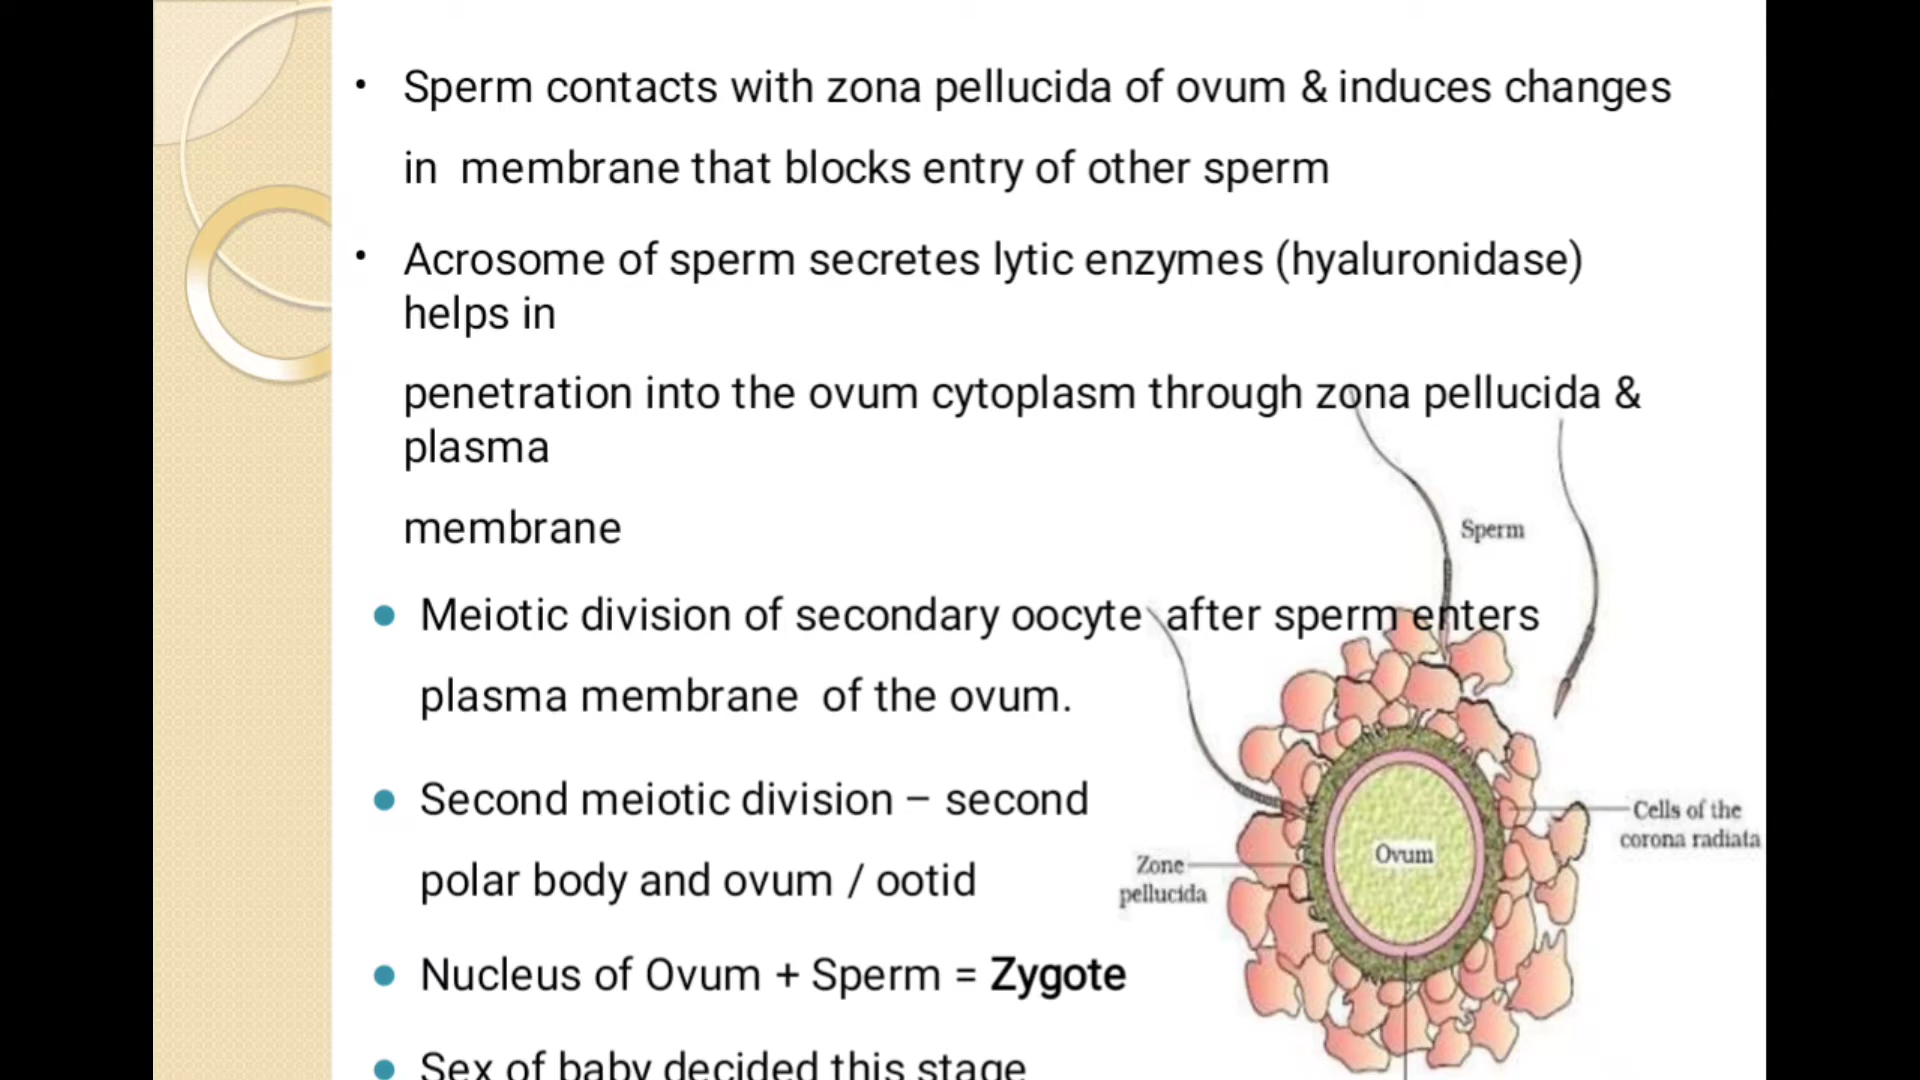 • Sperm contacts with zona pellucida of ovum & induces changes
in membrane that blocks entry of other sperm
• Acrosome of sperm secretes lytic enzymes (hyaluronidase)
helps in
penetration into the ovum cytoplasm through zona pellucida &
plasma
membrane
Sperm
• Meiotic division of secondary oocyte after sperm enters
plasma membrane of the ovum.
• Second meiotic division – second
polar body and ovum / ootid
Cells of the
corona radiata
Ovum
Zone
pellucida
• Nucleus of Ovum + Sperm = Zygote
• Sex of baby decided this stage